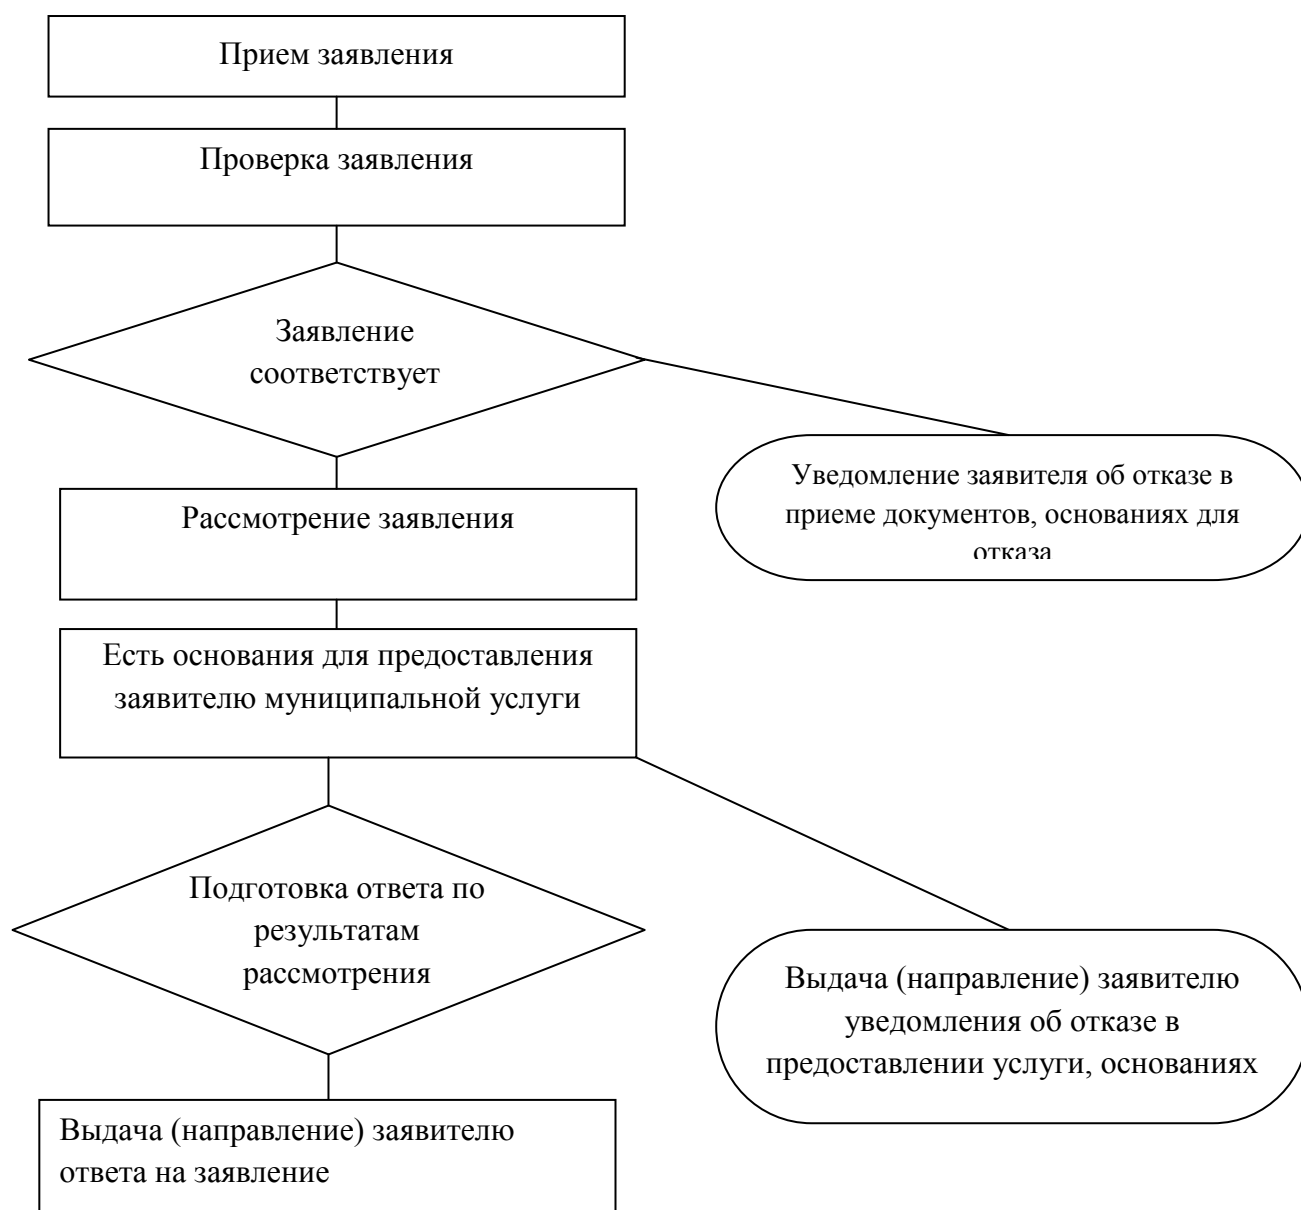 Прием заявления
Проверка заявления
Заявление
соответствует
Уведомление заявителя об отказе в
приеме документов, основаниях для
отказа
Рассмотрение заявления
Есть основания для предоставления
заявителю муниципальной услуги
Подготовка ответа по
результатам
рассмотрения
Выдача (направление) заявителю
уведомления об отказе в
предоставлении услуги, основаниях
Выдача (направление) заявителю
ответа на заявление